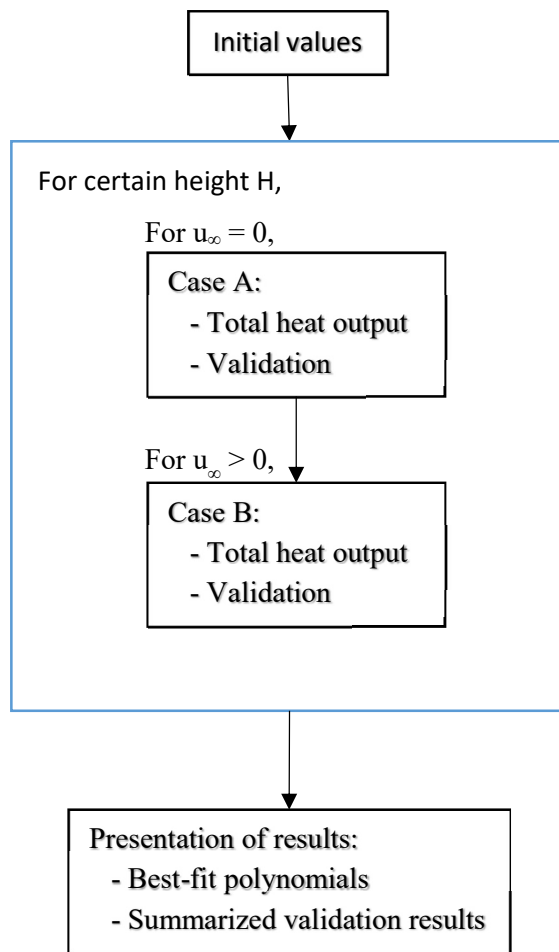 Initial values
For certain height H,
For u∞ = 0,
Case A:
- Total heat output
- Validation
For u∞ > 0,
Case B:
- Total heat output
- Validation
Presentation of results:
- Best-fit polynomials
- Summarized validation results